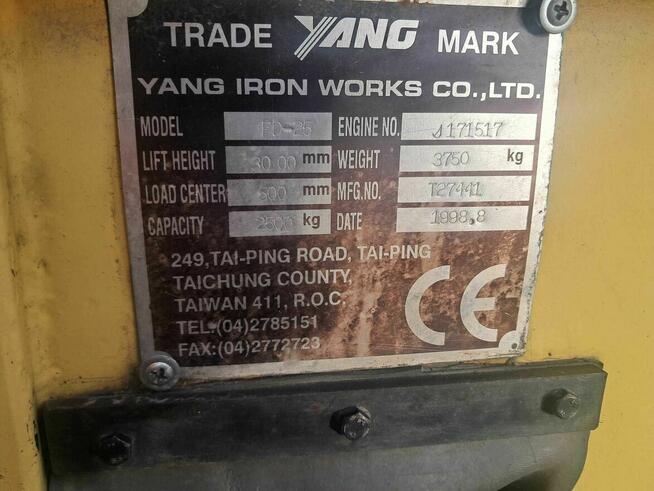 TRADE YANG MARK
YANG IRON WORKS CO.,LTD.
MODEL FD-25 ENGINE NO. J171517
LIFT HEIGHT 30.00 mm WEIGHT 3750 kg
LOAD CENTER 500 mm MFG.NO. T27441
CAPACITY 2500 kg DATE 1998,8
249,TAI-PING ROAD, TAI-PING
TAICHUNG COUNTY,
TAIWAN 411, R.O.C.
TEL:(04)2785151
FAX:(04)2772723
CE